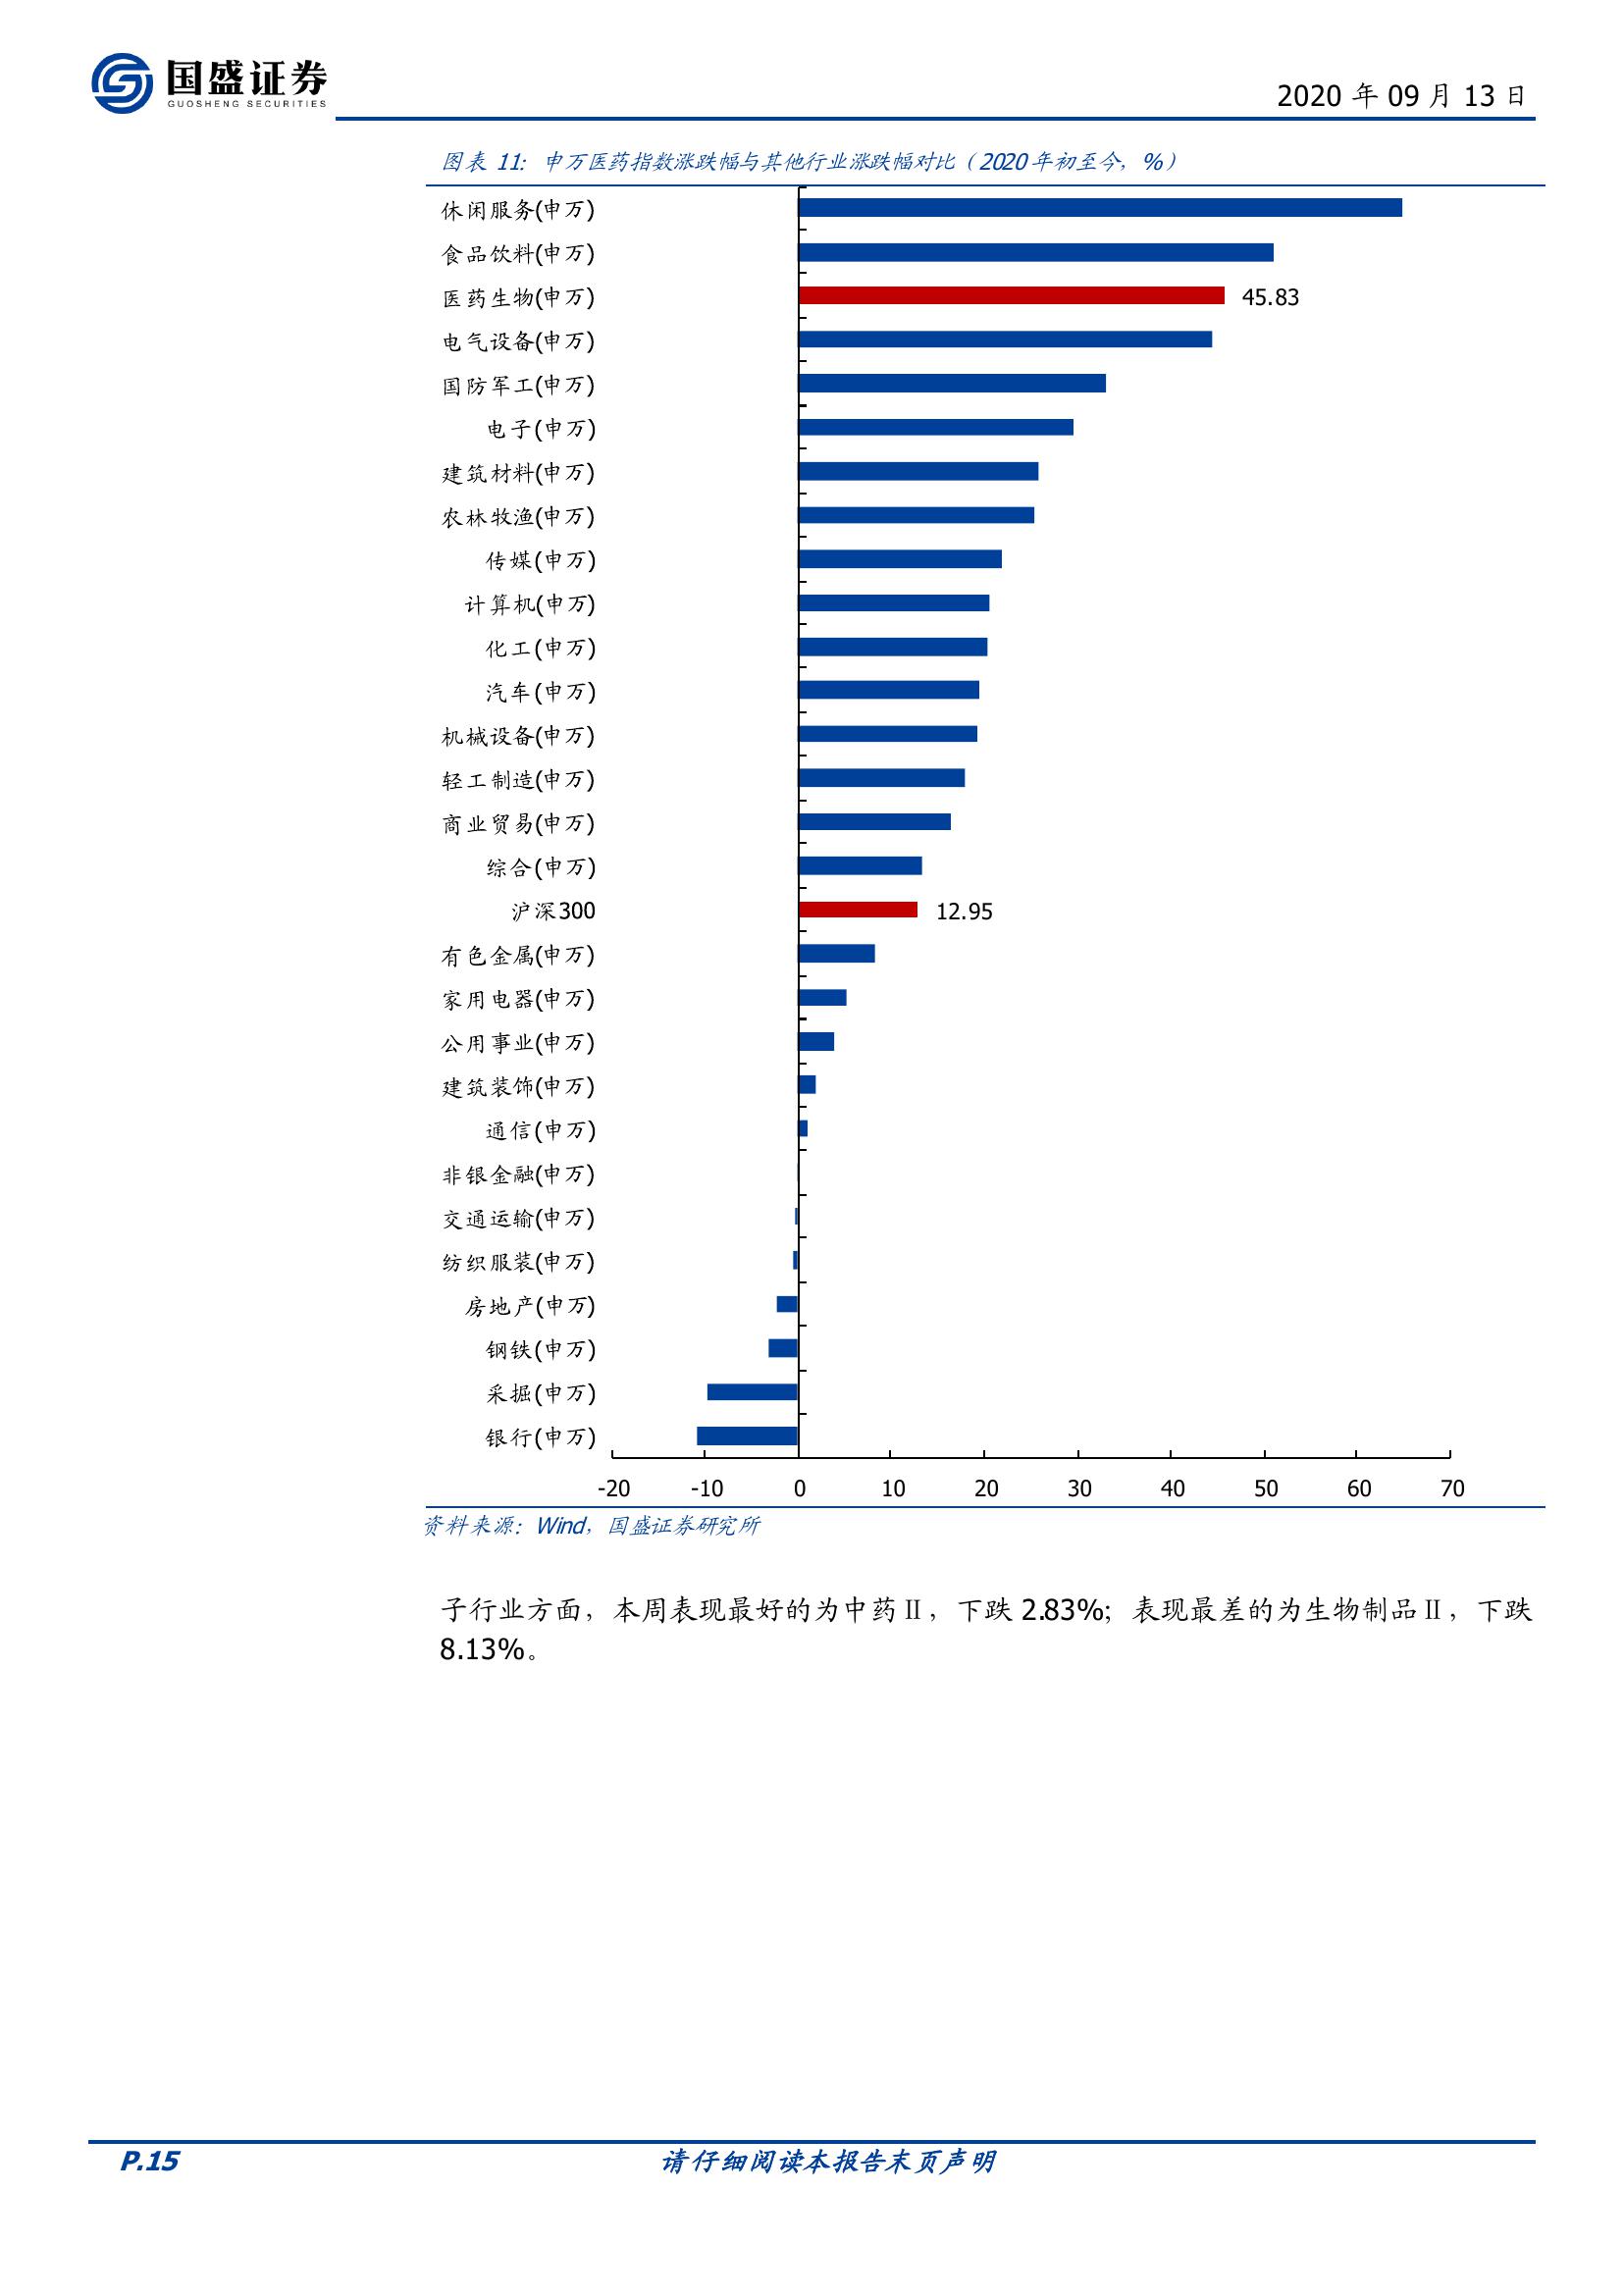 国盛证券
GUOSHENG SECURITIES
2020 年 09 月 13 日
图表 11: 申万医药指数涨跌幅与其他行业涨跌幅对比（2020 年初至今，%）
休闲服务(申万)
食品饮料(申万)
医药生物(申万) 45.83
电气设备(申万)
国防军工(申万)
电子(申万)
建筑材料(申万)
农林牧渔(申万)
传媒(申万)
计算机(申万)
化工(申万)
汽车(申万)
机械设备(申万)
轻工制造(申万)
商业贸易(申万)
综合(申万)
沪深300 12.95
有色金属(申万)
家用电器(申万)
公用事业(申万)
建筑装饰(申万)
通信(申万)
非银金融(申万)
交通运输(申万)
纺织服装(申万)
房地产(申万)
钢铁(申万)
采掘(申万)
银行(申万)
-20 -10 0 10 20 30 40 50 60 70
资料来源：Wind，国盛证券研究所
子行业方面，本周表现最好的为中药Ⅱ，下跌 2.83%；表现最差的为生物制品Ⅱ，下跌
8.13%。
P.15 请仔细阅读本报告末页声明